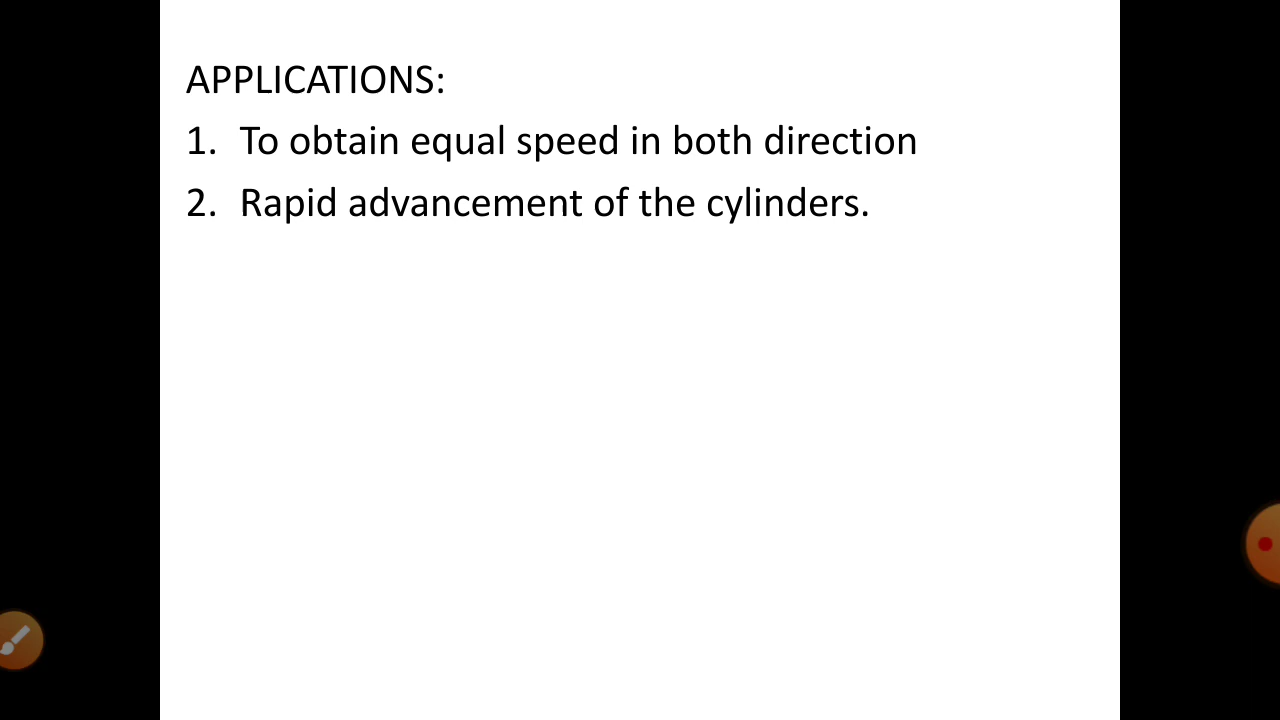 APPLICATIONS:
1. To obtain equal speed in both direction
2. Rapid advancement of the cylinders.